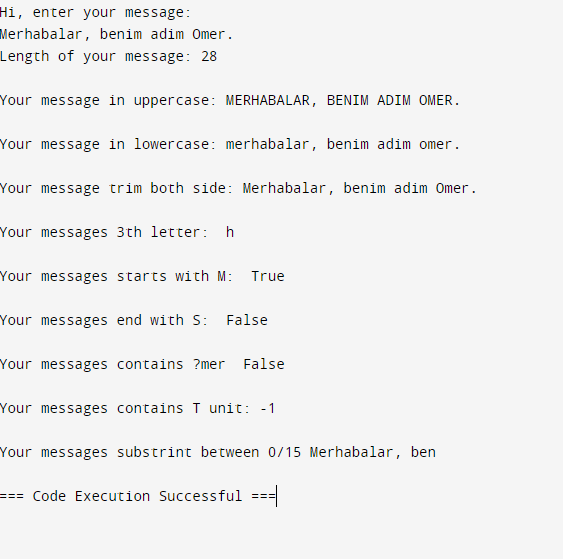 Hi, enter your message:
Merhabalar, benim adim Omer.
Length of your message: 28
Your message in uppercase: MERHABALAR, BENIM ADIM OMER.
Your message in lowercase: merhabalar, benim adim omer.
Your message trim both side: Merhabalar, benim adim Omer.
Your messages 3th letter:  h
Your messages starts with M:  True
Your messages end with S:  False
Your messages contains ?mer  False
Your messages contains T unit: -1
Your messages substrint between 0/15 Merhabalar, ben
=== Code Execution Successful ===